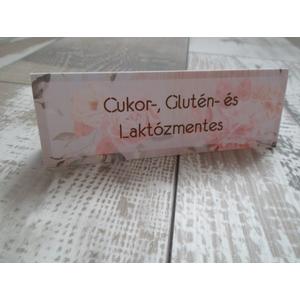 Cukor-, Glutén- és
Laktózmentes